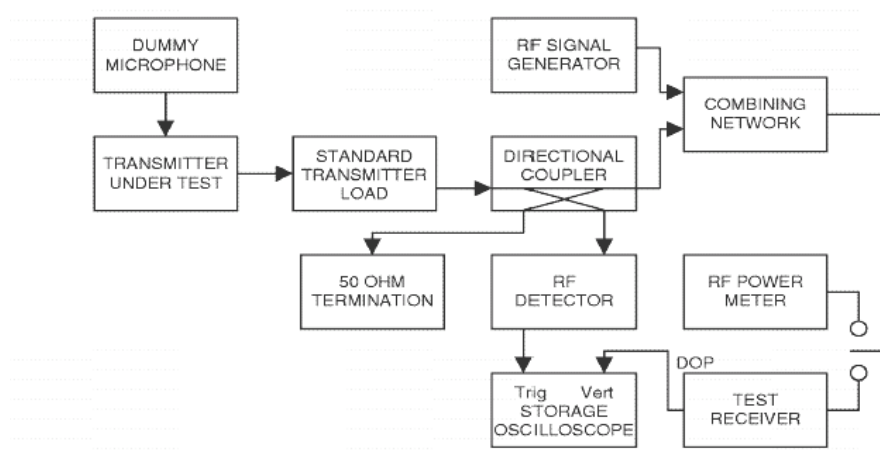 DUMMY
MICROPHONE
RF SIGNAL
GENERATOR
COMBINING
NETWORK
TRANSMITTER
UNDER TEST
STANDARD
TRANSMITTER
LOAD
DIRECTIONAL
COUPLER
50 OHM
TERMINATION
RF
DETECTOR
RF POWER
METER
DOP
Trig Vert
STORAGE
OSCILLOSCOPE
TEST
RECEIVER